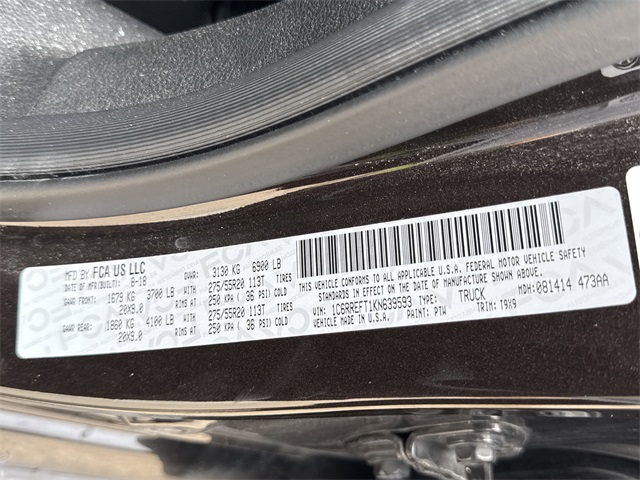 MFD BY FCA US LLC
DATE OF MFR(BUILT): 8-18
GVWR: 3130 KG 6900 LB
GAWR FRONT: 1679 KG 3700 LB WITH 275/55R20 113T TIRES
20X9.0 RIMS AT 250 KPA ( 36 PSI) COLD
GAWR REAR: 1860 KG 4100 LB WITH 275/55R20 113T TIRES
20X9.0 RIMS AT 250 KPA ( 36 PSI) COLD
THIS VEHICLE CONFORMS TO ALL APPLICABLE U.S.A. FEDERAL MOTOR VEHICLE SAFETY
STANDARDS IN EFFECT ON THE DATE OF MANUFACTURE SHOWN ABOVE.
VIN: 1C6RREFT1KN639593 TYPE: TRUCK MDH: 081414 473AA
MADE IN U.S.A. PAINT: PTW TRIM: T9X9